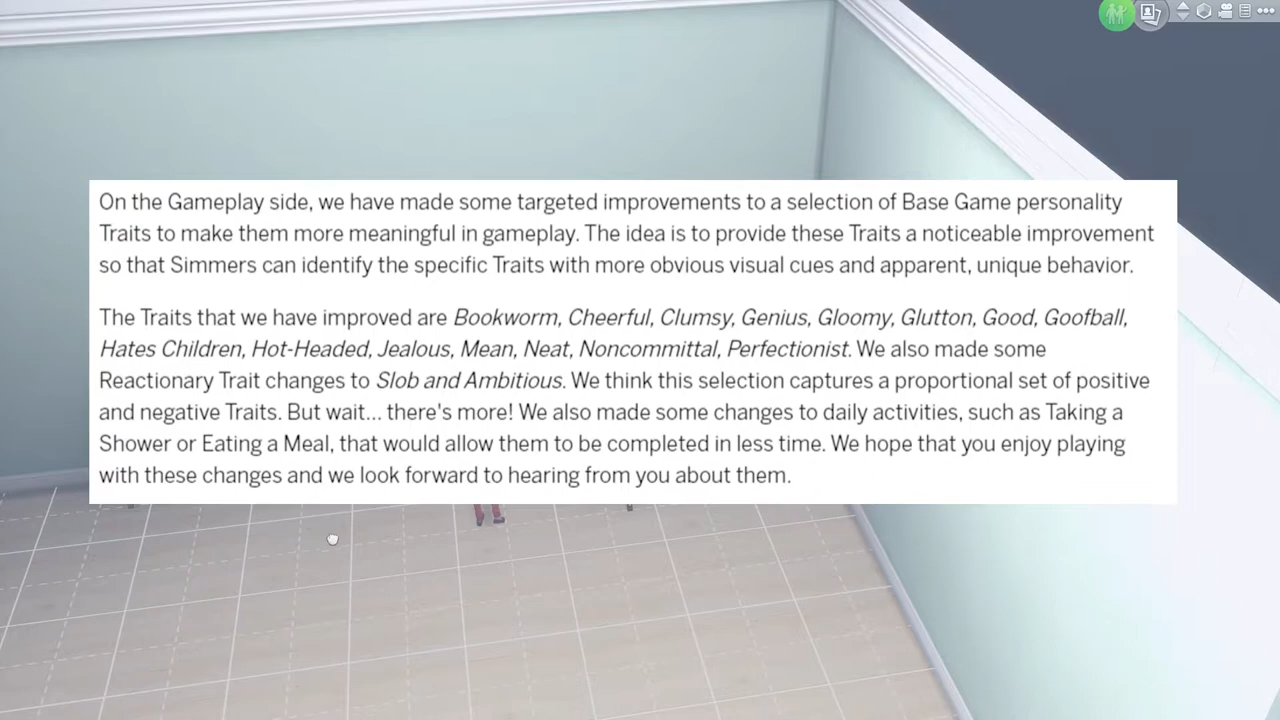 On the Gameplay side, we have made some targeted improvements to a selection of Base Game personality
Traits to make them more meaningful in gameplay. The idea is to provide these Traits a noticeable improvement
so that Simmers can identify the specific Traits with more obvious visual cues and apparent, unique behavior.
The Traits that we have improved are Bookworm, Cheerful, Clumsy, Genius, Gloomy, Glutton, Good, Goofball,
Hates Children, Hot-Headed, Jealous, Mean, Neat, Noncommittal, Perfectionist. We also made some
Reactionary Trait changes to Slob and Ambitious. We think this selection captures a proportional set of positive
and negative Traits. But wait... there's more! We also made some changes to daily activities, such as Taking a
Shower or Eating a Meal, that would allow them to be completed in less time. We hope that you enjoy playing
with these changes and we look forward to hearing from you about them.